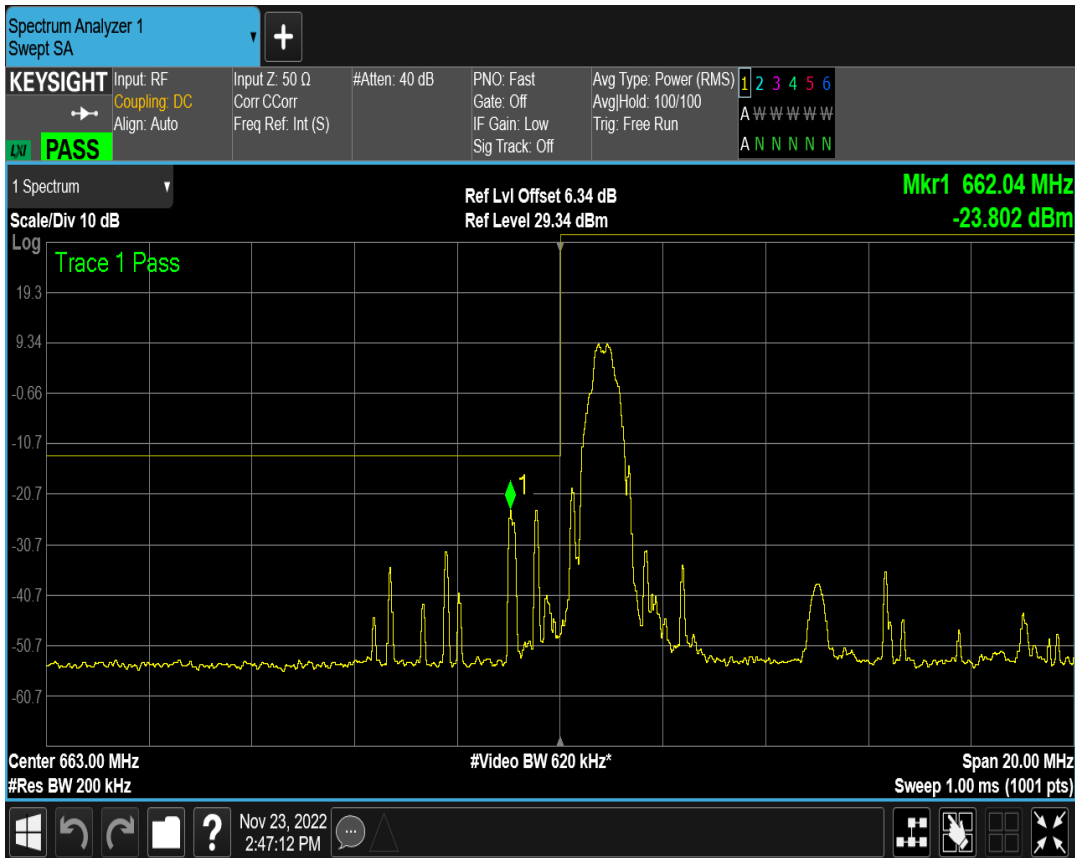 Spectrum Analyzer 1
Swept SA
+
KEYSIGHT
LXI PASS
Input: RF
Coupling: DC
Align: Auto
Input Z: 50 Ω
Corr CCorr
Freq Ref: Int (S)
#Atten: 40 dB
PNO: Fast
Gate: Off
IF Gain: Low
Sig Track: Off
Avg Type: Power (RMS)
Avg|Hold: 100/100
Trig: Free Run
1 2 3 4 5 6
A W W W W W
A N N N N N
1 Spectrum
Scale/Div 10 dB
Ref Lvl Offset 6.34 dB
Ref Level 29.34 dBm
Mkr1 662.04 MHz
-23.802 dBm
Log
Trace 1 Pass
19.3
9.34
-0.66
-10.7
-20.7
-30.7
-40.7
-50.7
-60.7
1
Center 663.00 MHz
#Res BW 200 kHz
#Video BW 620 kHz*
Span 20.00 MHz
Sweep 1.00 ms (1001 pts)
?
Nov 23, 2022
2:47:12 PM